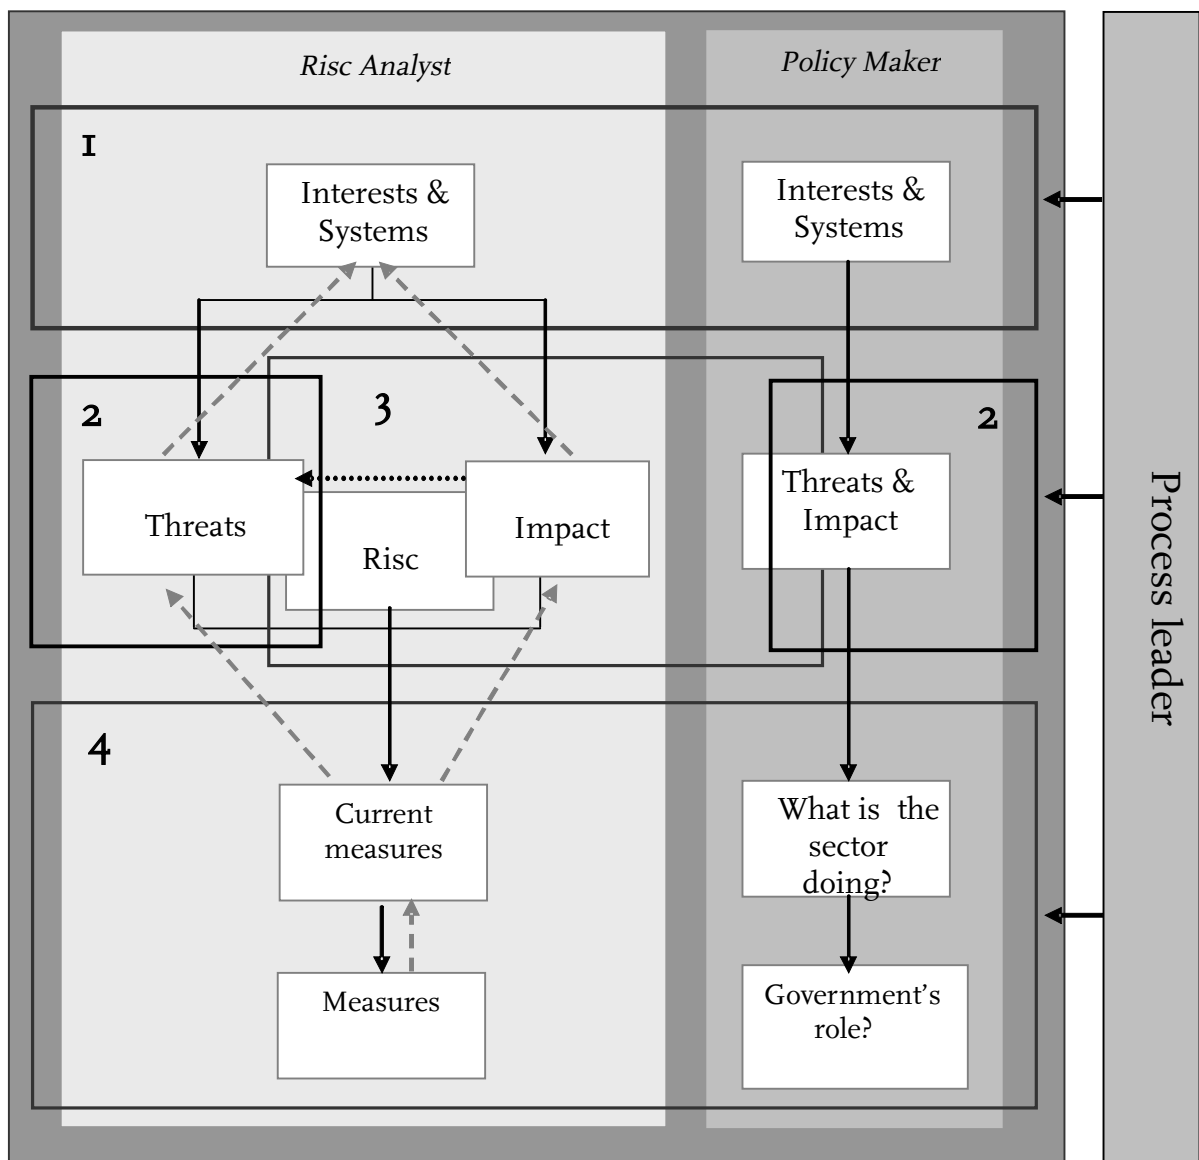 Risc Analyst
Policy Maker
1
Interests &
Systems
Interests &
Systems
2
3
2
Threats
Risc
Impact
Threats &
Impact
Process leader
4
Current
measures
What is the
sector
doing?
Measures
Government's
role?